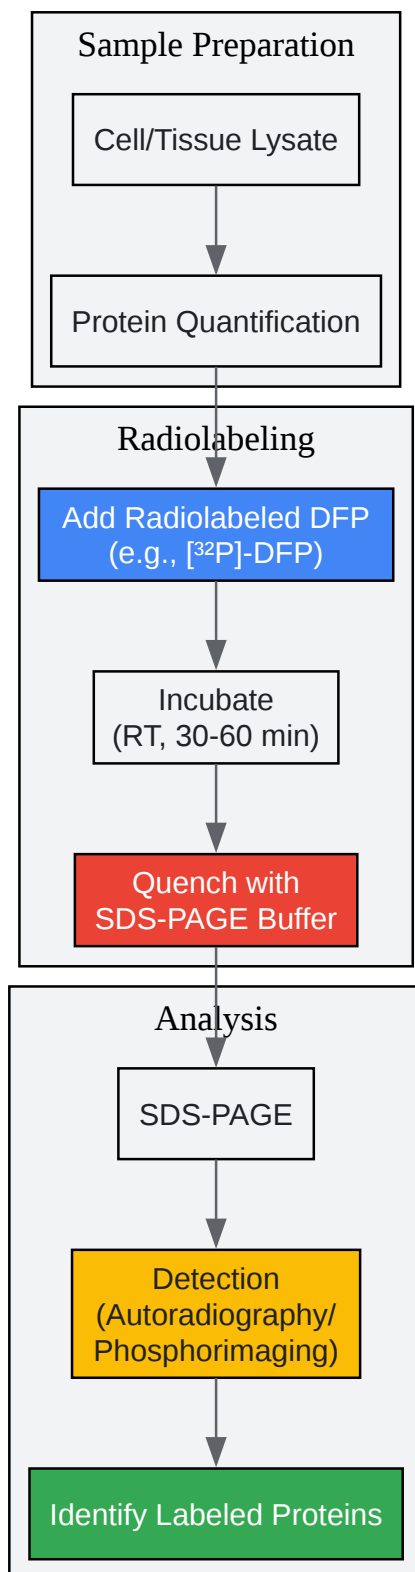 Sample Preparation
Cell/Tissue Lysate
Protein Quantification
Radiolabeling
Add Radiolabeled DFP
(e.g., [³²P]-DFP)
Incubate
(RT, 30-60 min)
Quench with
SDS-PAGE Buffer
Analysis
SDS-PAGE
Detection
(Autoradiography/
Phosphorimaging)
Identify Labeled Proteins